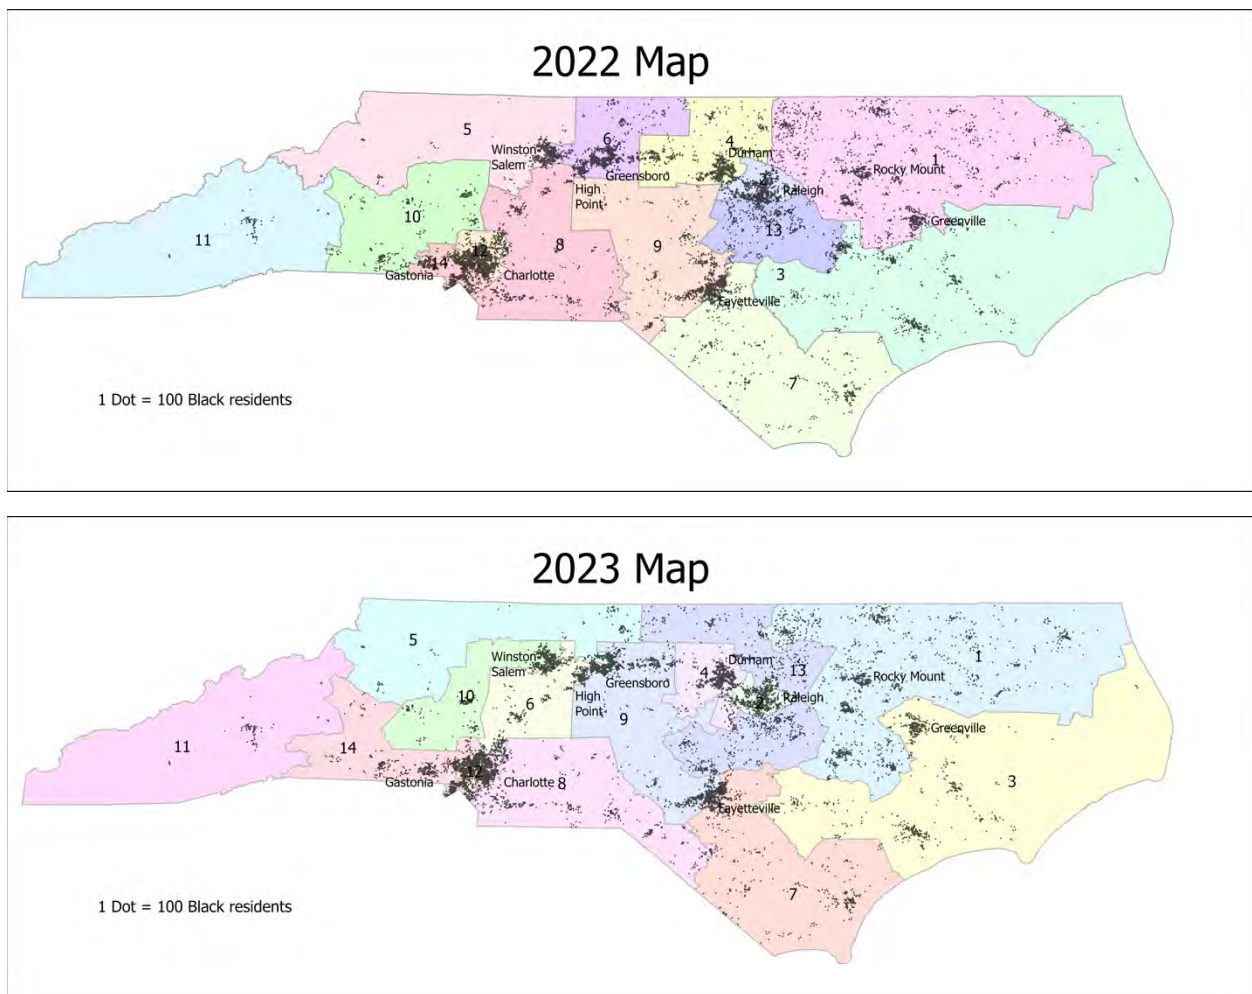 2022 Map
5
Winston
Salem
6
4
Durham
1
Greensboro
Rocky Mount
High
Point
2
Raleigh
10
Greenville
11
13
12
8
9
14
3
Gastonia
Charlotte
Fayetteville
7
1 Dot = 100 Black residents
2023 Map
5
Winston
Salem
Durham
1
4
13
Greensboro
Rocky Mount
10
High
Point
6
2
Raleigh
9
Greenville
11
14
12
Gastonia
Charlotte
8
3
Fayetteville
7
1 Dot = 100 Black residents